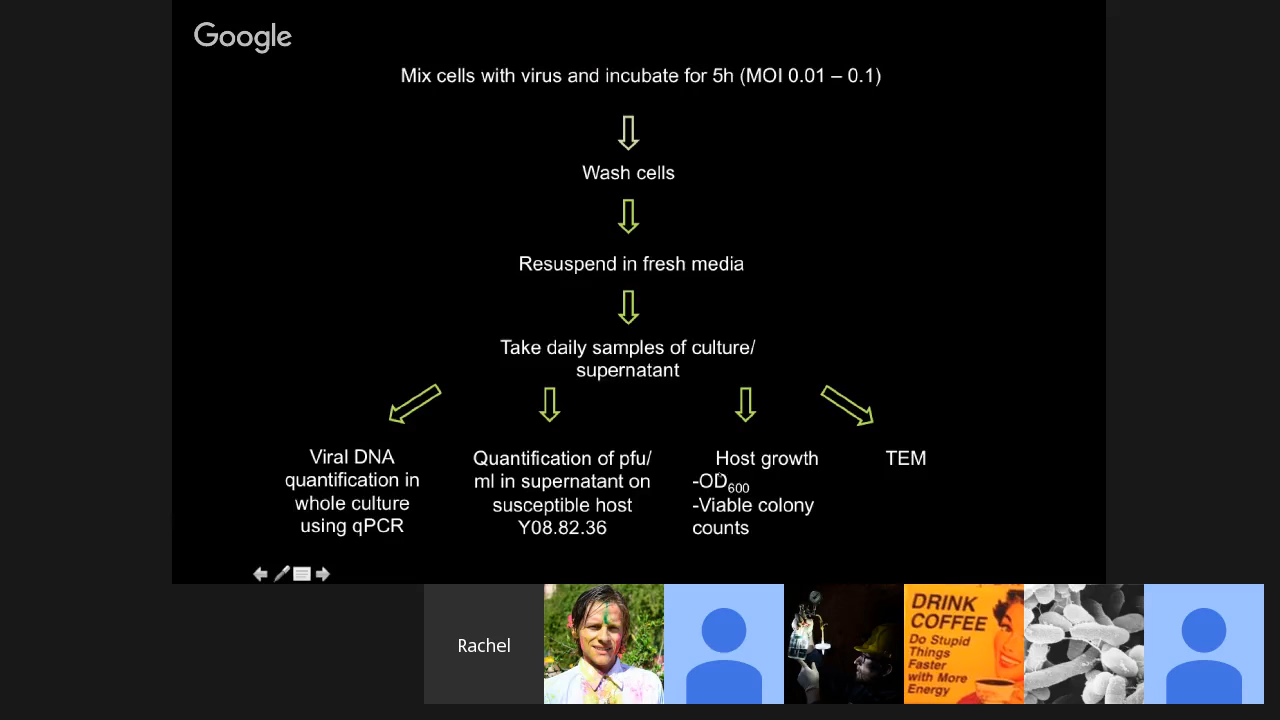 Google
Mix cells with virus and incubate for 5h (MOI 0.01 – 0.1)
Wash cells
Resuspend in fresh media
Take daily samples of culture/
supernatant
Viral DNA
quantification in
whole culture
using qPCR
Quantification of pfu/
ml in supernatant on
susceptible host
Y08.82.36
Host growth
-OD600
-Viable colony
counts
TEM
Rachel
DRINK
COFFEE
Do Stupid
Things
Faster
with More
Energy